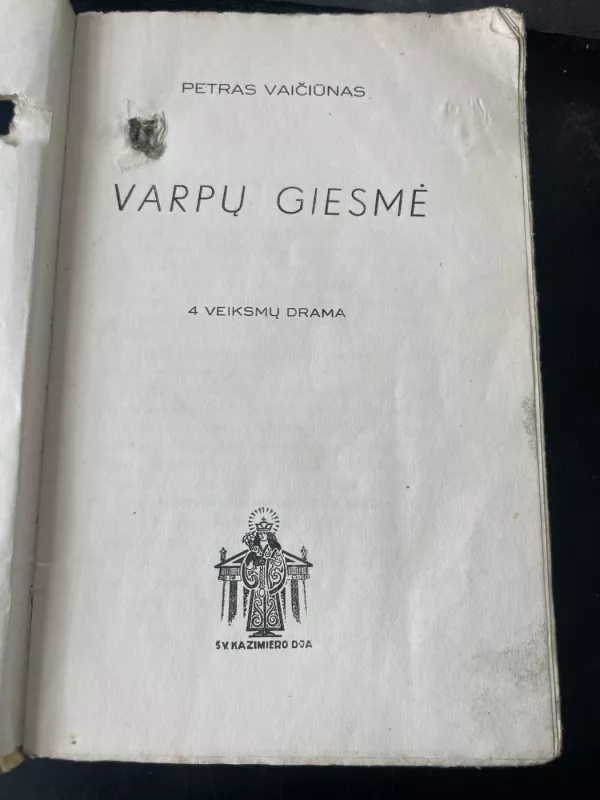 PETRAS VAIČIŪNAS
VARPŲ GIESMĖ
4 VEIKSMŲ DRAMA
ŠV. KAZIMIERO D-JA